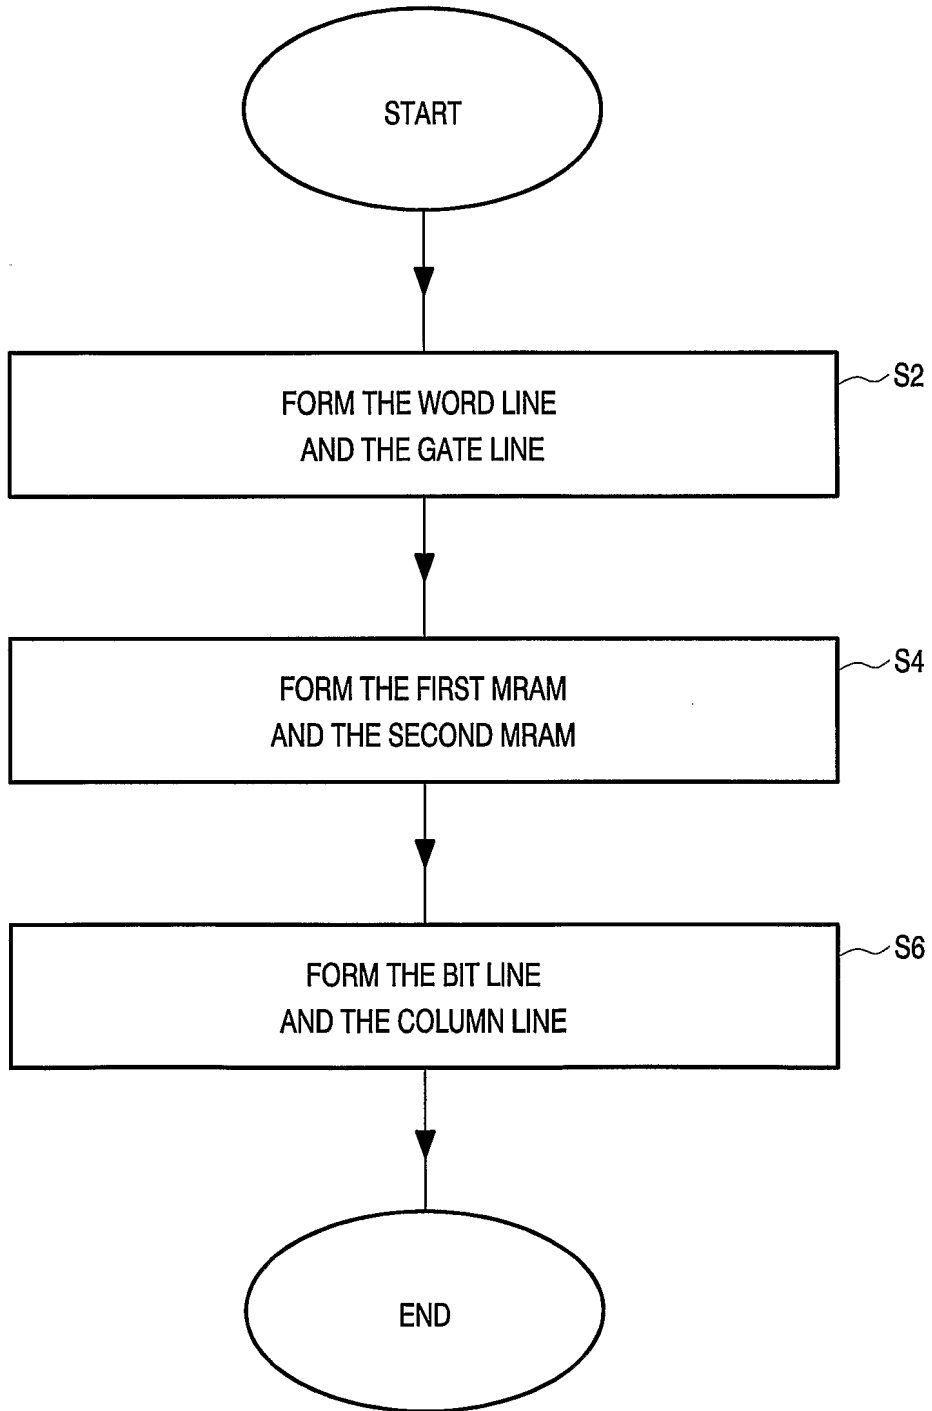 START
FORM THE WORD LINE
AND THE GATE LINE
S2
FORM THE FIRST MRAM
AND THE SECOND MRAM
S4
FORM THE BIT LINE
AND THE COLUMN LINE
S6
END